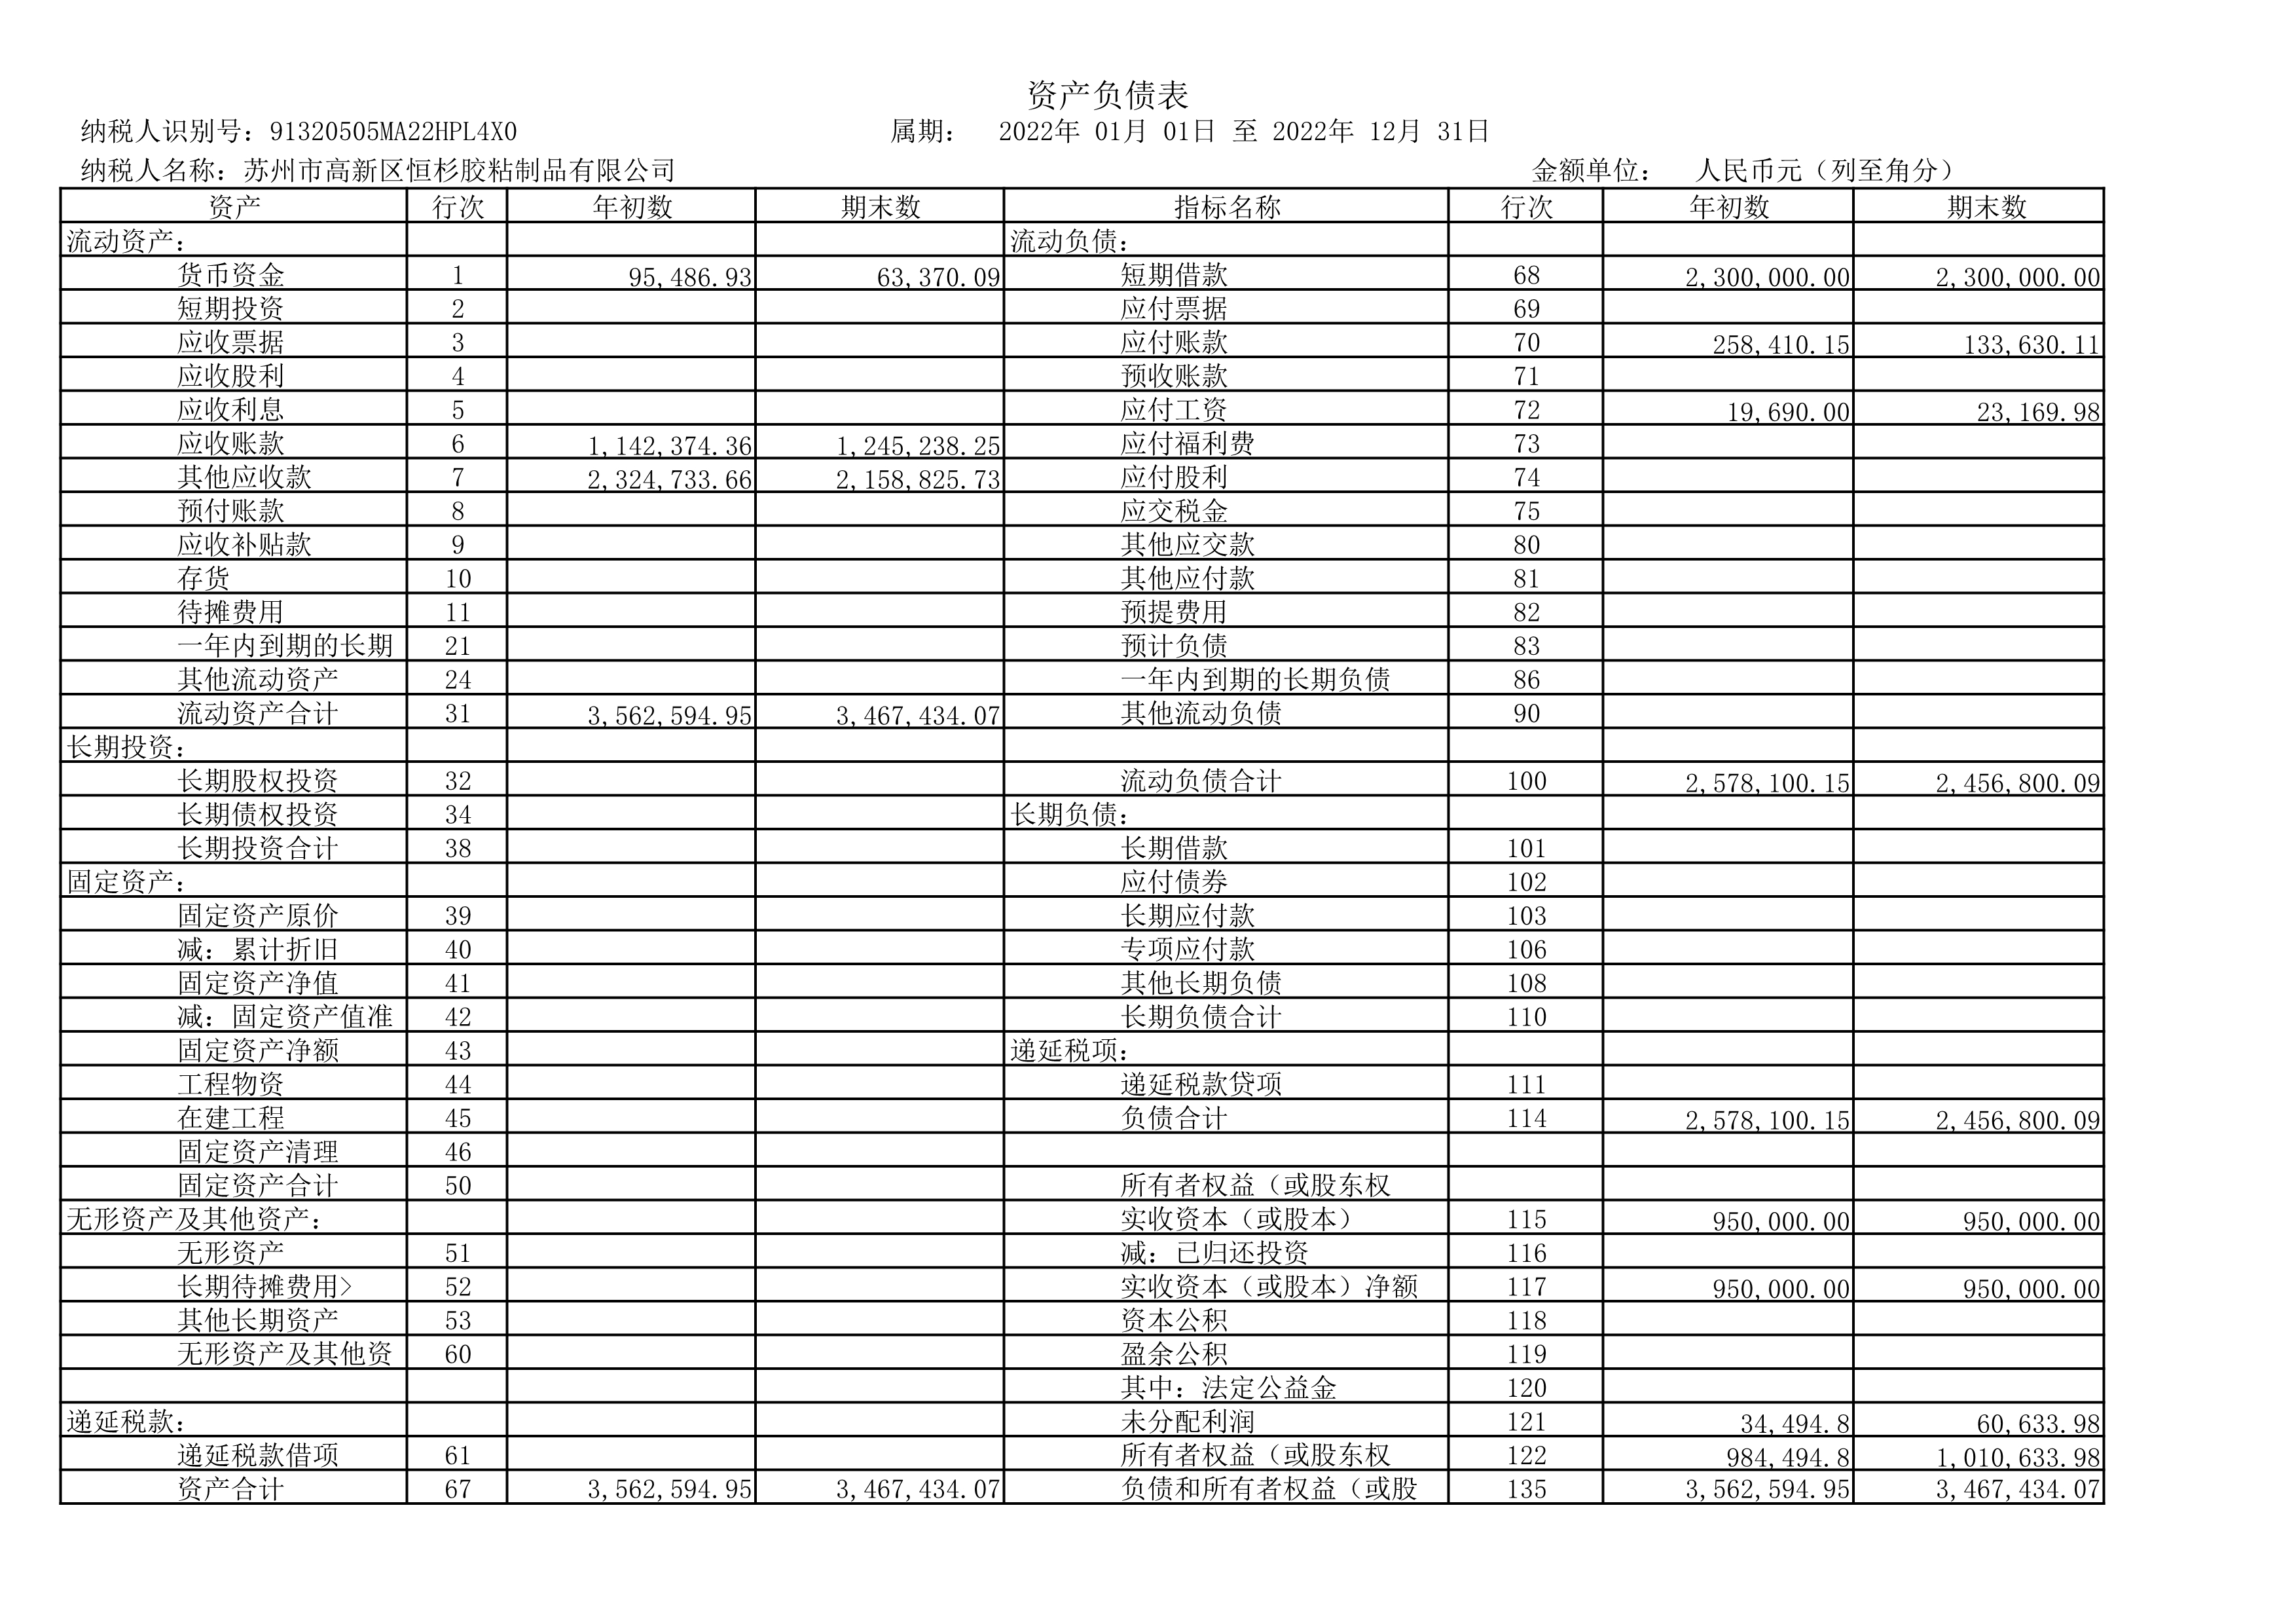 资产负债表
纳税人识别号：91320505MA22HPL4X0 属期： 2022年 01月 01日 至 2022年 12月 31日
纳税人名称：苏州市高新区恒杉胶粘制品有限公司 金额单位： 人民币元（列至角分）
资产 行次 年初数 期末数 指标名称 行次 年初数 期末数
流动资产： 流动负债：
货币资金 1 95,486.93 63,370.09 短期借款 68 2,300,000.00 2,300,000.00
短期投资 2 应付票据 69
应收票据 3 应付账款 70 258,410.15 133,630.11
应收股利 4 预收账款 71
应收利息 5 应付工资 72 19,690.00 23,169.98
应收账款 6 1,142,374.36 1,245,238.25 应付福利费 73
其他应收款 7 2,324,733.66 2,158,825.73 应付股利 74
预付账款 8 应交税金 75
应收补贴款 9 其他应交款 80
存货 10 其他应付款 81
待摊费用 11 预提费用 82
一年内到期的长期 21 预计负债 83
其他流动资产 24 一年内到期的长期负债 86
流动资产合计 31 3,562,594.95 3,467,434.07 其他流动负债 90
长期投资：
长期股权投资 32 流动负债合计 100 2,578,100.15 2,456,800.09
长期债权投资 34 长期负债：
长期投资合计 38 长期借款 101
固定资产： 应付债券 102
固定资产原价 39 长期应付款 103
减：累计折旧 40 专项应付款 106
固定资产净值 41 其他长期负债 108
减：固定资产值准 42 长期负债合计 110
固定资产净额 43 递延税项：
工程物资 44 递延税款贷项 111
在建工程 45 负债合计 114 2,578,100.15 2,456,800.09
固定资产清理 46
固定资产合计 50 所有者权益（或股东权
无形资产及其他资产： 实收资本（或股本） 115 950,000.00 950,000.00
无形资产 51 减：已归还投资 116
长期待摊费用> 52 实收资本（或股本）净额 117 950,000.00 950,000.00
其他长期资产 53 资本公积 118
无形资产及其他资 60 盈余公积 119
其中：法定公益金 120
递延税款： 未分配利润 121 34,494.8 60,633.98
递延税款借项 61 所有者权益（或股东权 122 984,494.8 1,010,633.98
资产合计 67 3,562,594.95 3,467,434.07 负债和所有者权益（或股 135 3,562,594.95 3,467,434.07